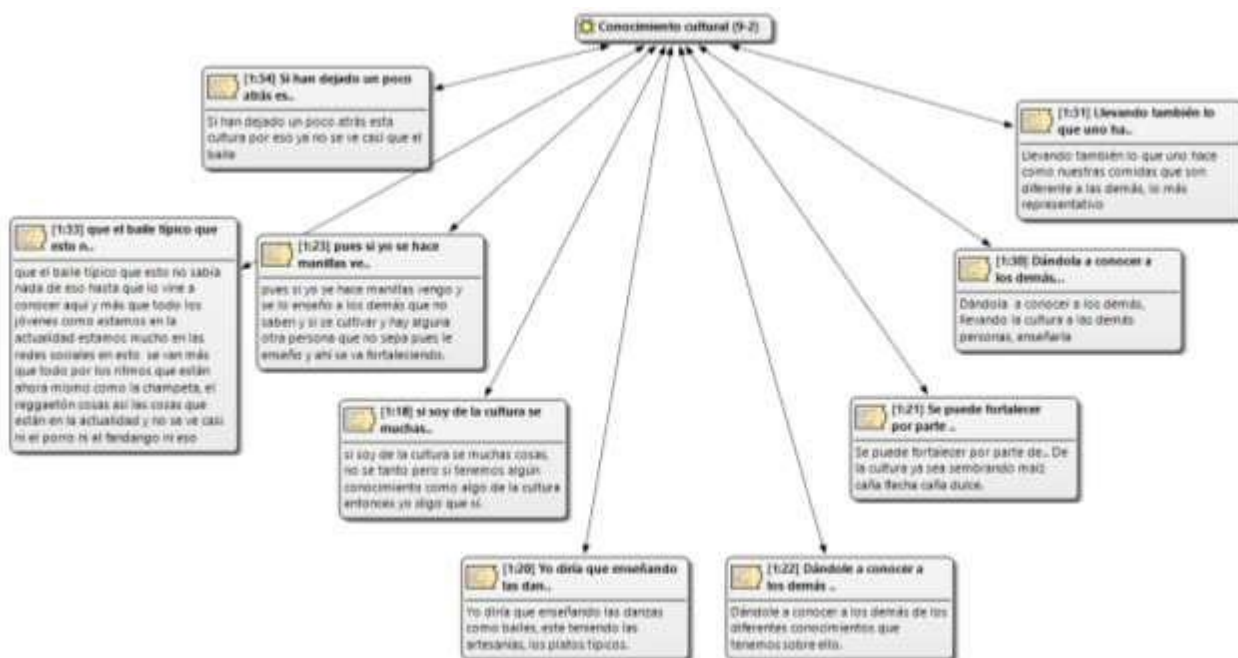 Conocimiento cultural (9-2)
[1:34] Si han dejado un poco
atrás es..
Si han dejado un poco atrás esta
cultura por eso ya no se ve casi que el
baila
[1:31] Llevando también lo
que uno ha..
Llevando también lo que uno hace
como nuestras comidas que son
diferente a las demás, lo más
representativo
[1:33] que el baile típico que
esto n..
que el baile típico que esto no sabía
nada de eso hasta que lo vine a
conocer aquí y más que todo los
jóvenes como estamos en la
actualidad estamos mucho en las
redes sociales en esto se van más
que todo por los ritmos que están
ahora mismo como la champeta, el
reggaetón cosas así las cosas que
están en la actualidad y no se ve casi
ni el porro ni al fandango ni eso
[1:23] pues si yo se hace
manillas ve..
pues si yo se hace manillas vengo y
se lo enseño a los demás que no
saben y si se cultivar y hay alguna
otra persona que no sepa pues le
enseño y ahí se va fortaleciendo.
[1:30] Dándola a conocer a
los demás...
Dándola a conocer a los demás,
llevando la cultura a las demás
personas, enseñarla
[1:18] si soy de la cultura se
muchas..
si soy de la cultura se muchas cosas,
no se tanto pero si tenemos algún
conocimiento como algo de la cultura
entonces yo digo que sí.
[1:21] Se puede fortalecer
por parte ..
Se puede fortalecer por parte de.. De
la cultura ya sea sembrando maíz
caña flecha caña dulce.
[1:20] Yo diría que enseñando
las dan..
Yo diría que enseñando las danzas
como bailes, este teniendo las
artesanías, los platos típicos.
[1:22] Dándole a conocer a
los demás ..
Dándole a conocer a los demás de los
diferentes conocimientos que
tenemos sobre ello.